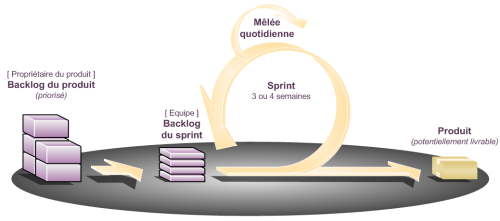 Mêlée
quotidienne
[ Propriétaire du produit ]
Backlog du produit
(priorisé)
Sprint
3 ou 4 semaines
[ Equipe ]
Backlog
du sprint
Produit
(potentiellement livrable)